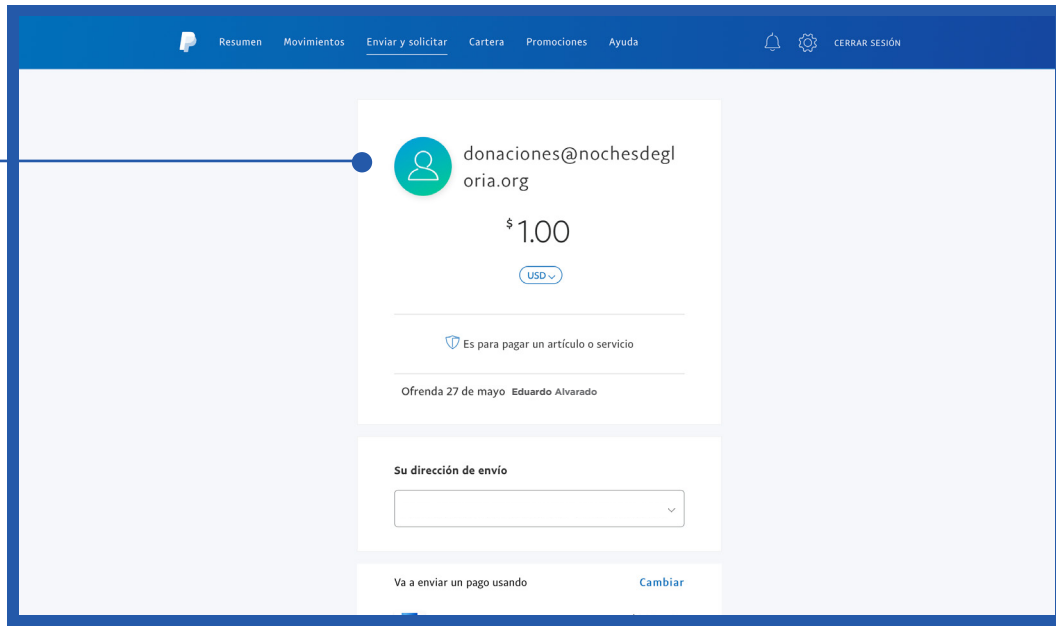 Resumen Movimientos Enviar y solicitar Cartera Promociones Ayuda CERRAR SESIÓN
donaciones@nochesdegl
oria.org
$1.00
USD
Es para pagar un artículo o servicio
Ofrenda 27 de mayo Eduardo Alvarado
Su dirección de envío
Va a enviar un pago usando Cambiar